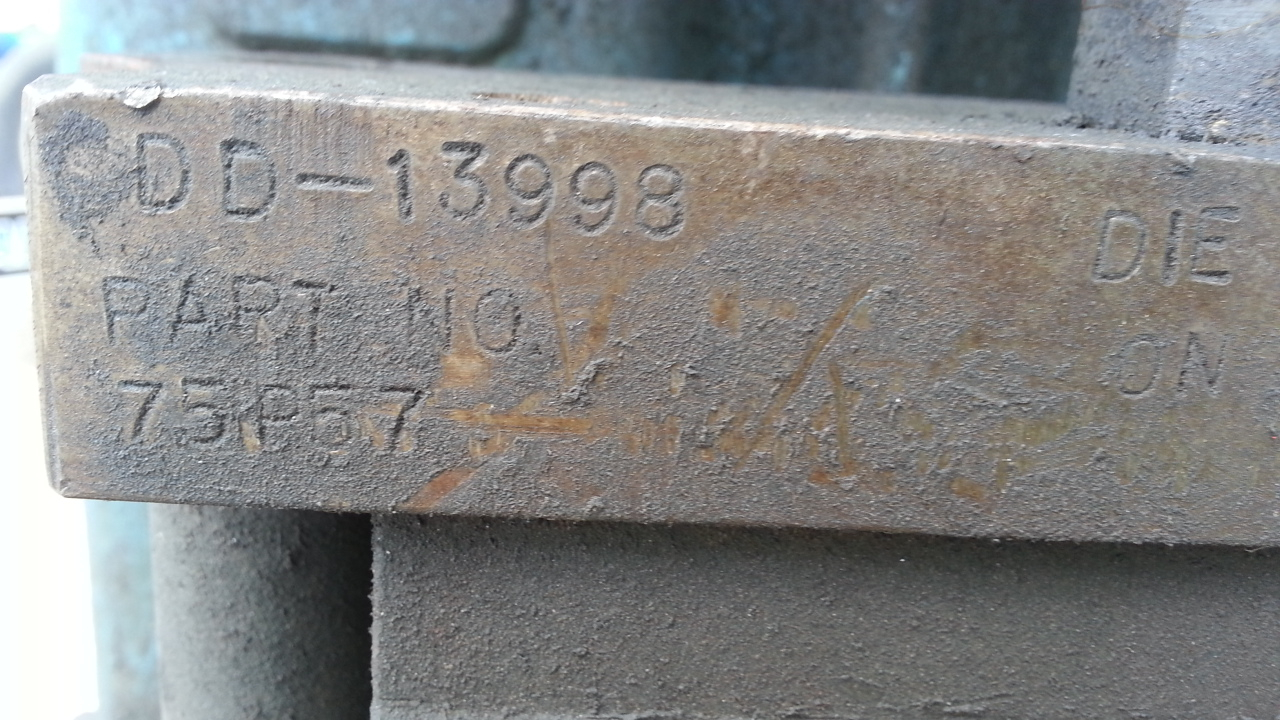 DD-13998
PART NO
75P57
DIE
ON